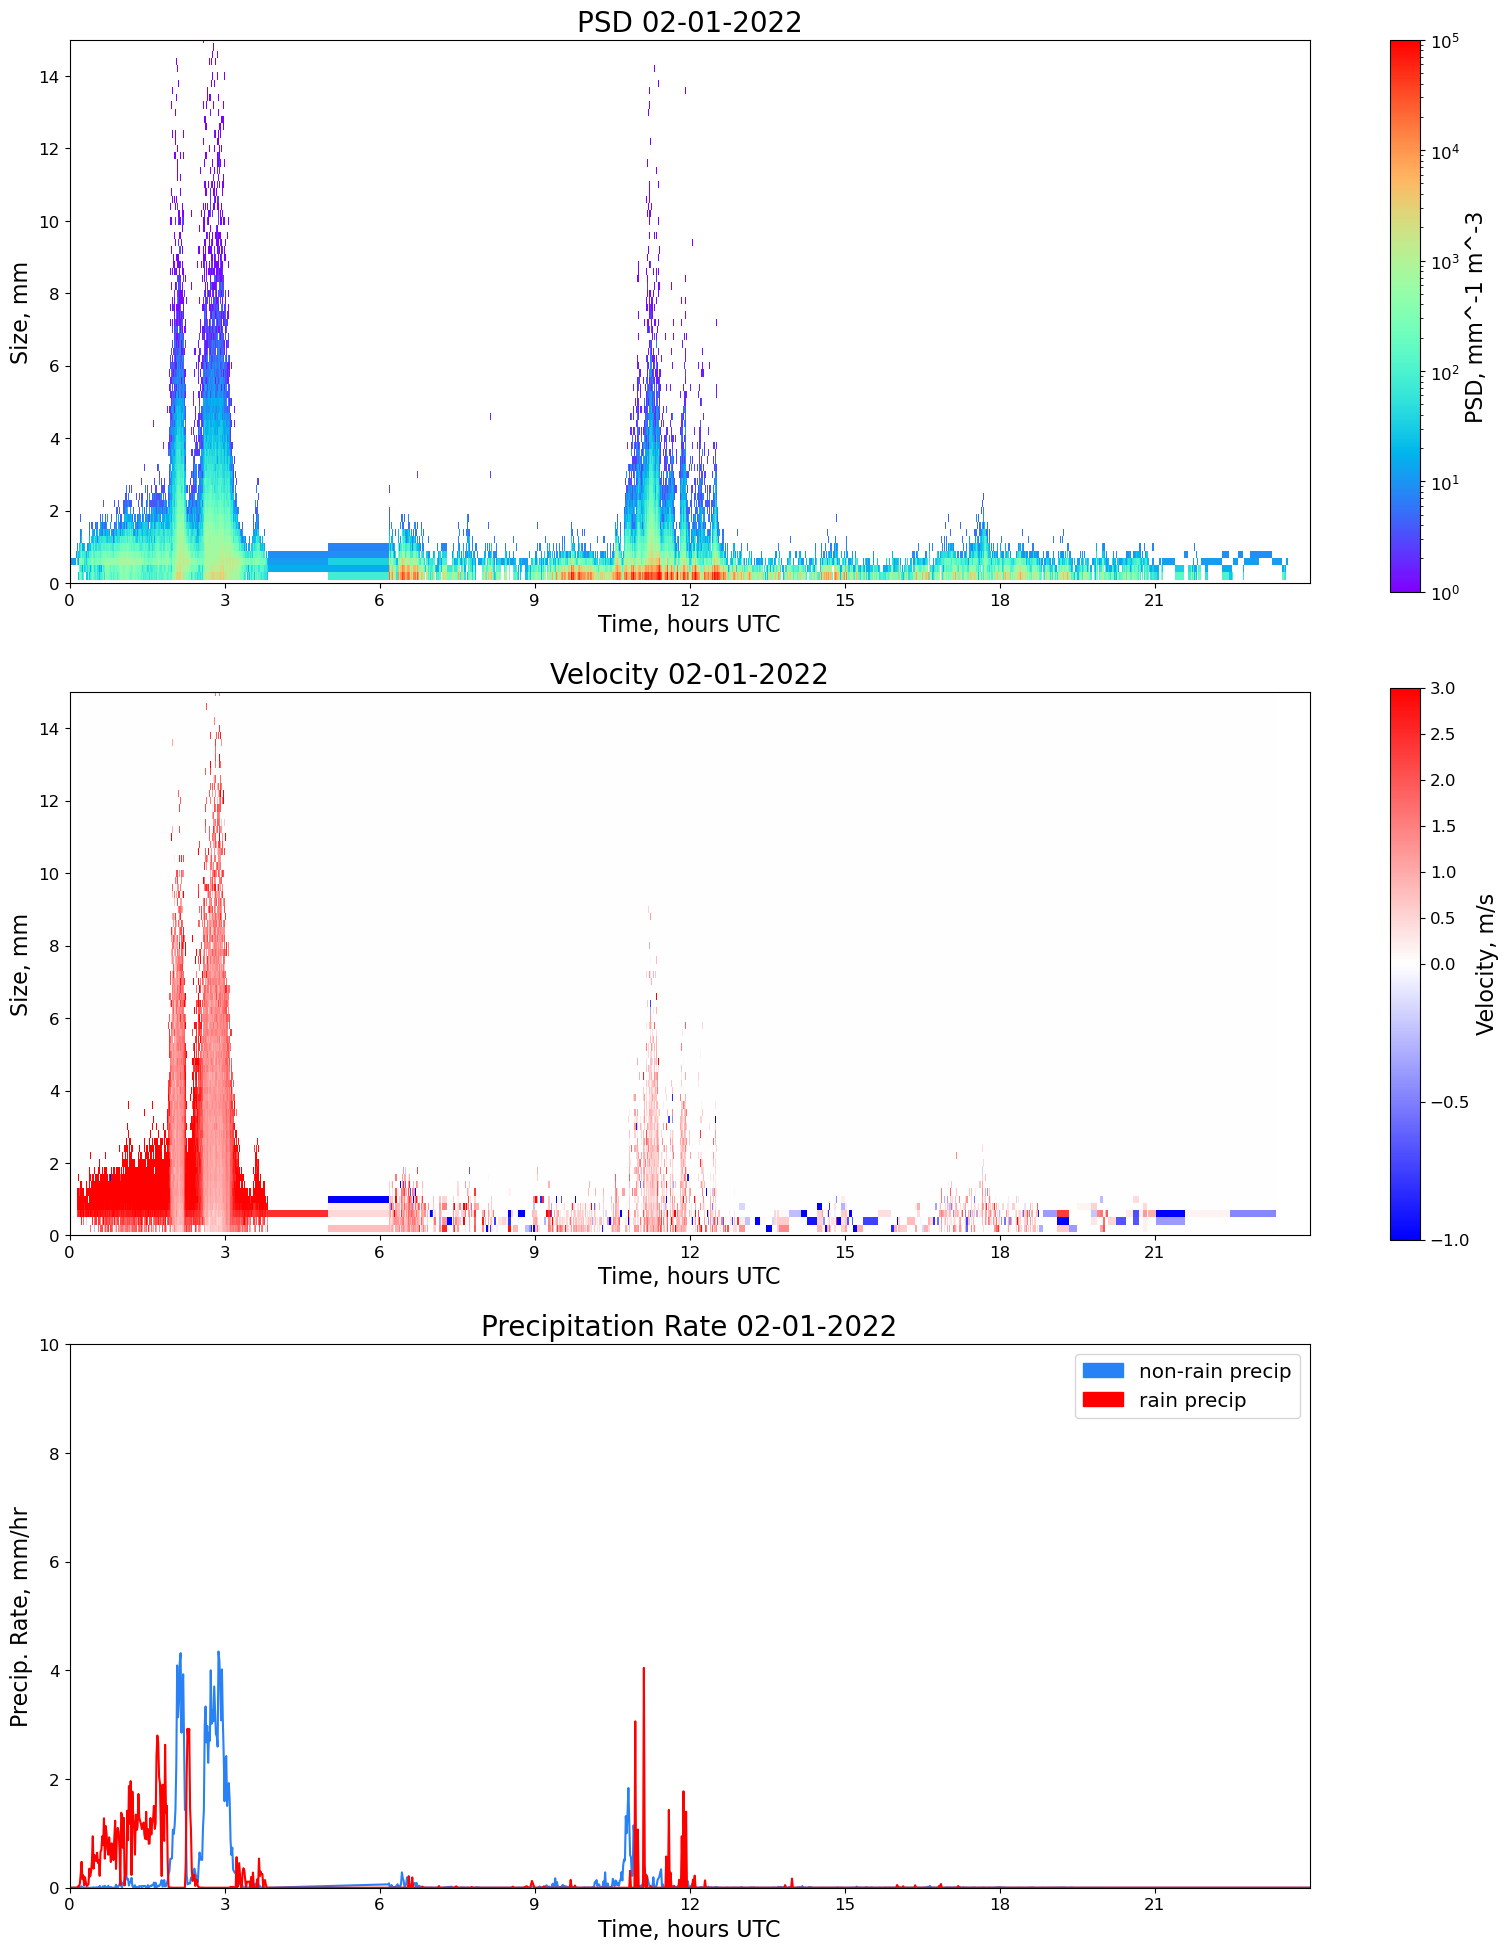 PSD 02-01-2022
14
12
10
8
6
4
2
0
Size, mm
0 3 6 9 12 15 18 21
Time, hours UTC
10^5
10^4
10^3
10^2
10^1
10^0
PSD, mm^-1 m^-3
Velocity 02-01-2022
14
12
10
8
6
4
2
0
Size, mm
0 3 6 9 12 15 18 21
Time, hours UTC
3.0
2.5
2.0
1.5
1.0
0.5
0.0
−0.5
−1.0
Velocity, m/s
Precipitation Rate 02-01-2022
10
8
6
4
2
0
Precip. Rate, mm/hr
non-rain precip
rain precip
0 3 6 9 12 15 18 21
Time, hours UTC